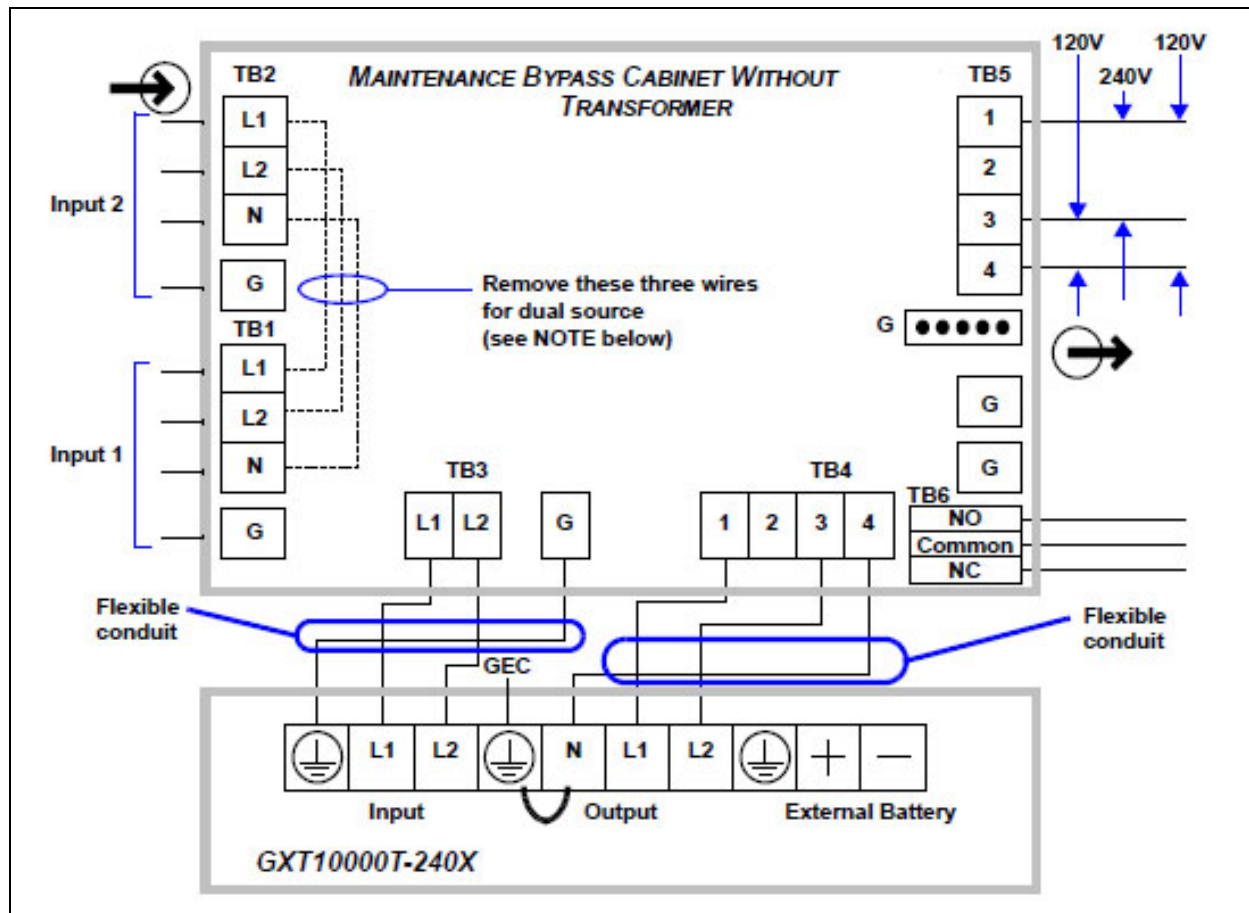 MAINTENANCE BYPASS CABINET WITHOUT
TRANSFORMER
120V
120V
240V
TB2
L1
L2
N
G
Input 2
TB1
L1
L2
N
G
Input 1
Remove these three wires
for dual source
(see NOTE below)
TB5
1
2
3
4
G
G
G
TB3
L1
L2
G
TB4
1
2
3
4
TB6
NO
Common
NC
Flexible
conduit
Flexible
conduit
GEC
L1
L2
N
L1
L2
+
−
Input
Output
External Battery
GXT10000T-240X